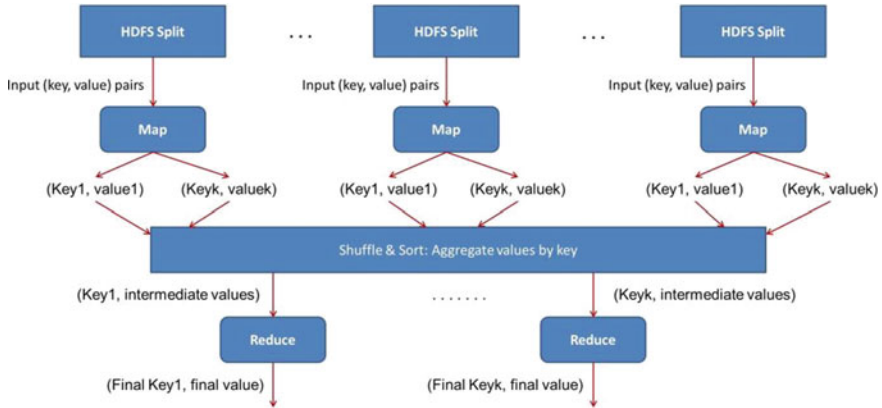 HDFS Split ... HDFS Split ... HDFS Split
Input (key, value) pairs Input (key, value) pairs Input (key, value) pairs
Map Map Map
(Key1, value1) (Keyk, valuek) (Key1, value1) (Keyk, valuek) (Key1, value1) (Keyk, valuek)
Shuffle & Sort: Aggregate values by key
(Key1, intermediate values) ....... (Keyk, intermediate values)
Reduce Reduce
(Final Key1, final value) (Final Keyk, final value)